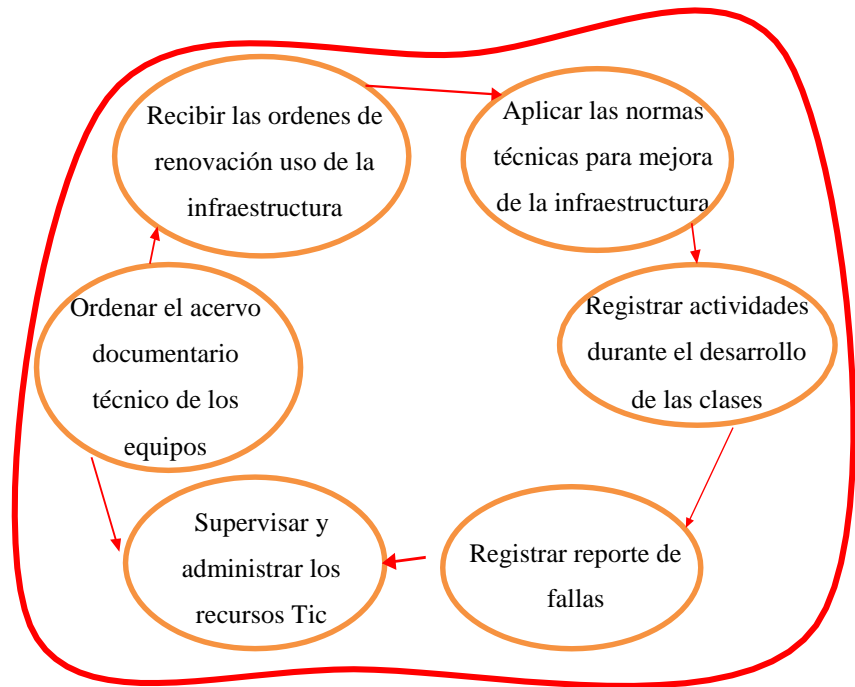 Recibir las ordenes de
renovación uso de la
infraestructura
Aplicar las normas
técnicas para mejora
de la infraestructura
Registrar actividades
durante el desarrollo
de las clases
Registrar reporte de
fallas
Supervisar y
administrar los
recursos Tic
Ordenar el acervo
documentario
técnico de los
equipos